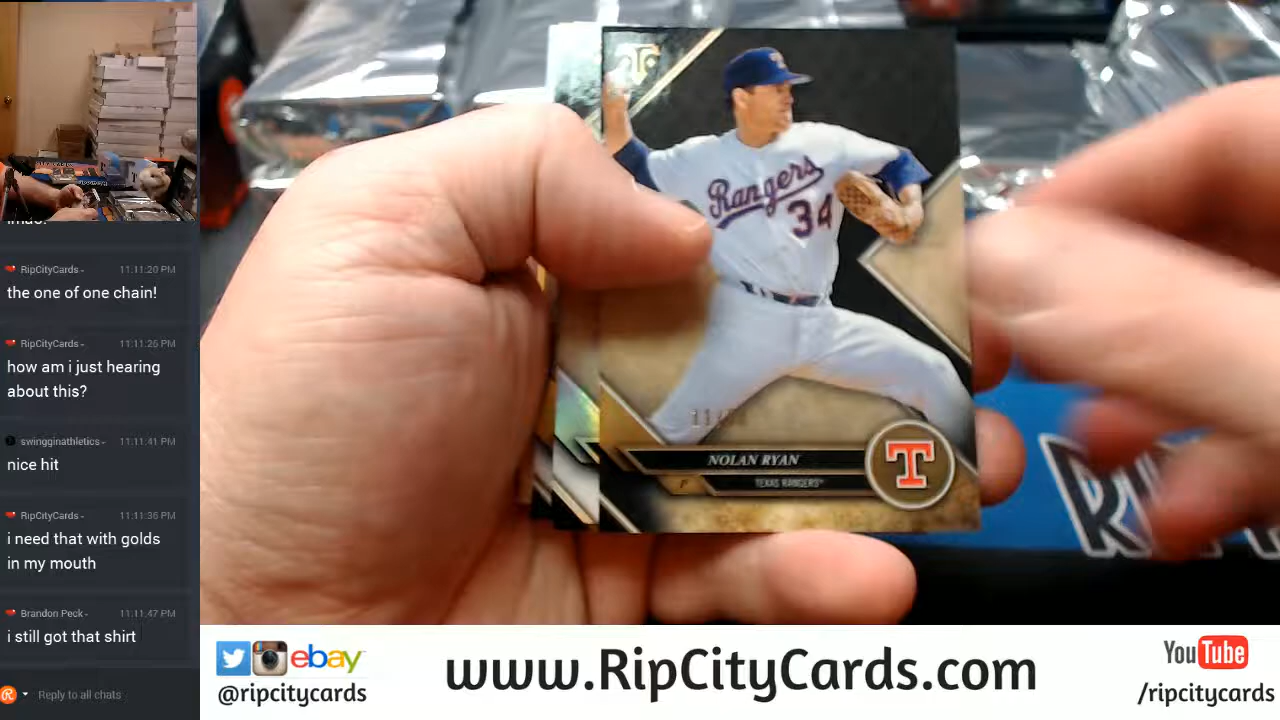 RipCityCards - 11:11:20 PM
the one of one chain!
RipCityCards - 11:11:26 PM
how am i just hearing
about this?
swingginathletics - 11:11:41 PM
nice hit
RipCityCards - 11:11:36 PM
i need that with golds
in my mouth
Brandon Peck - 11:11:47 PM
i still got that shirt
Reply to all chats
Rangers
34
NOLAN RYAN
P TEXAS RANGERS
T
ebay
@ripcitycards
www.RipCityCards.com
YouTube
/ripcitycards